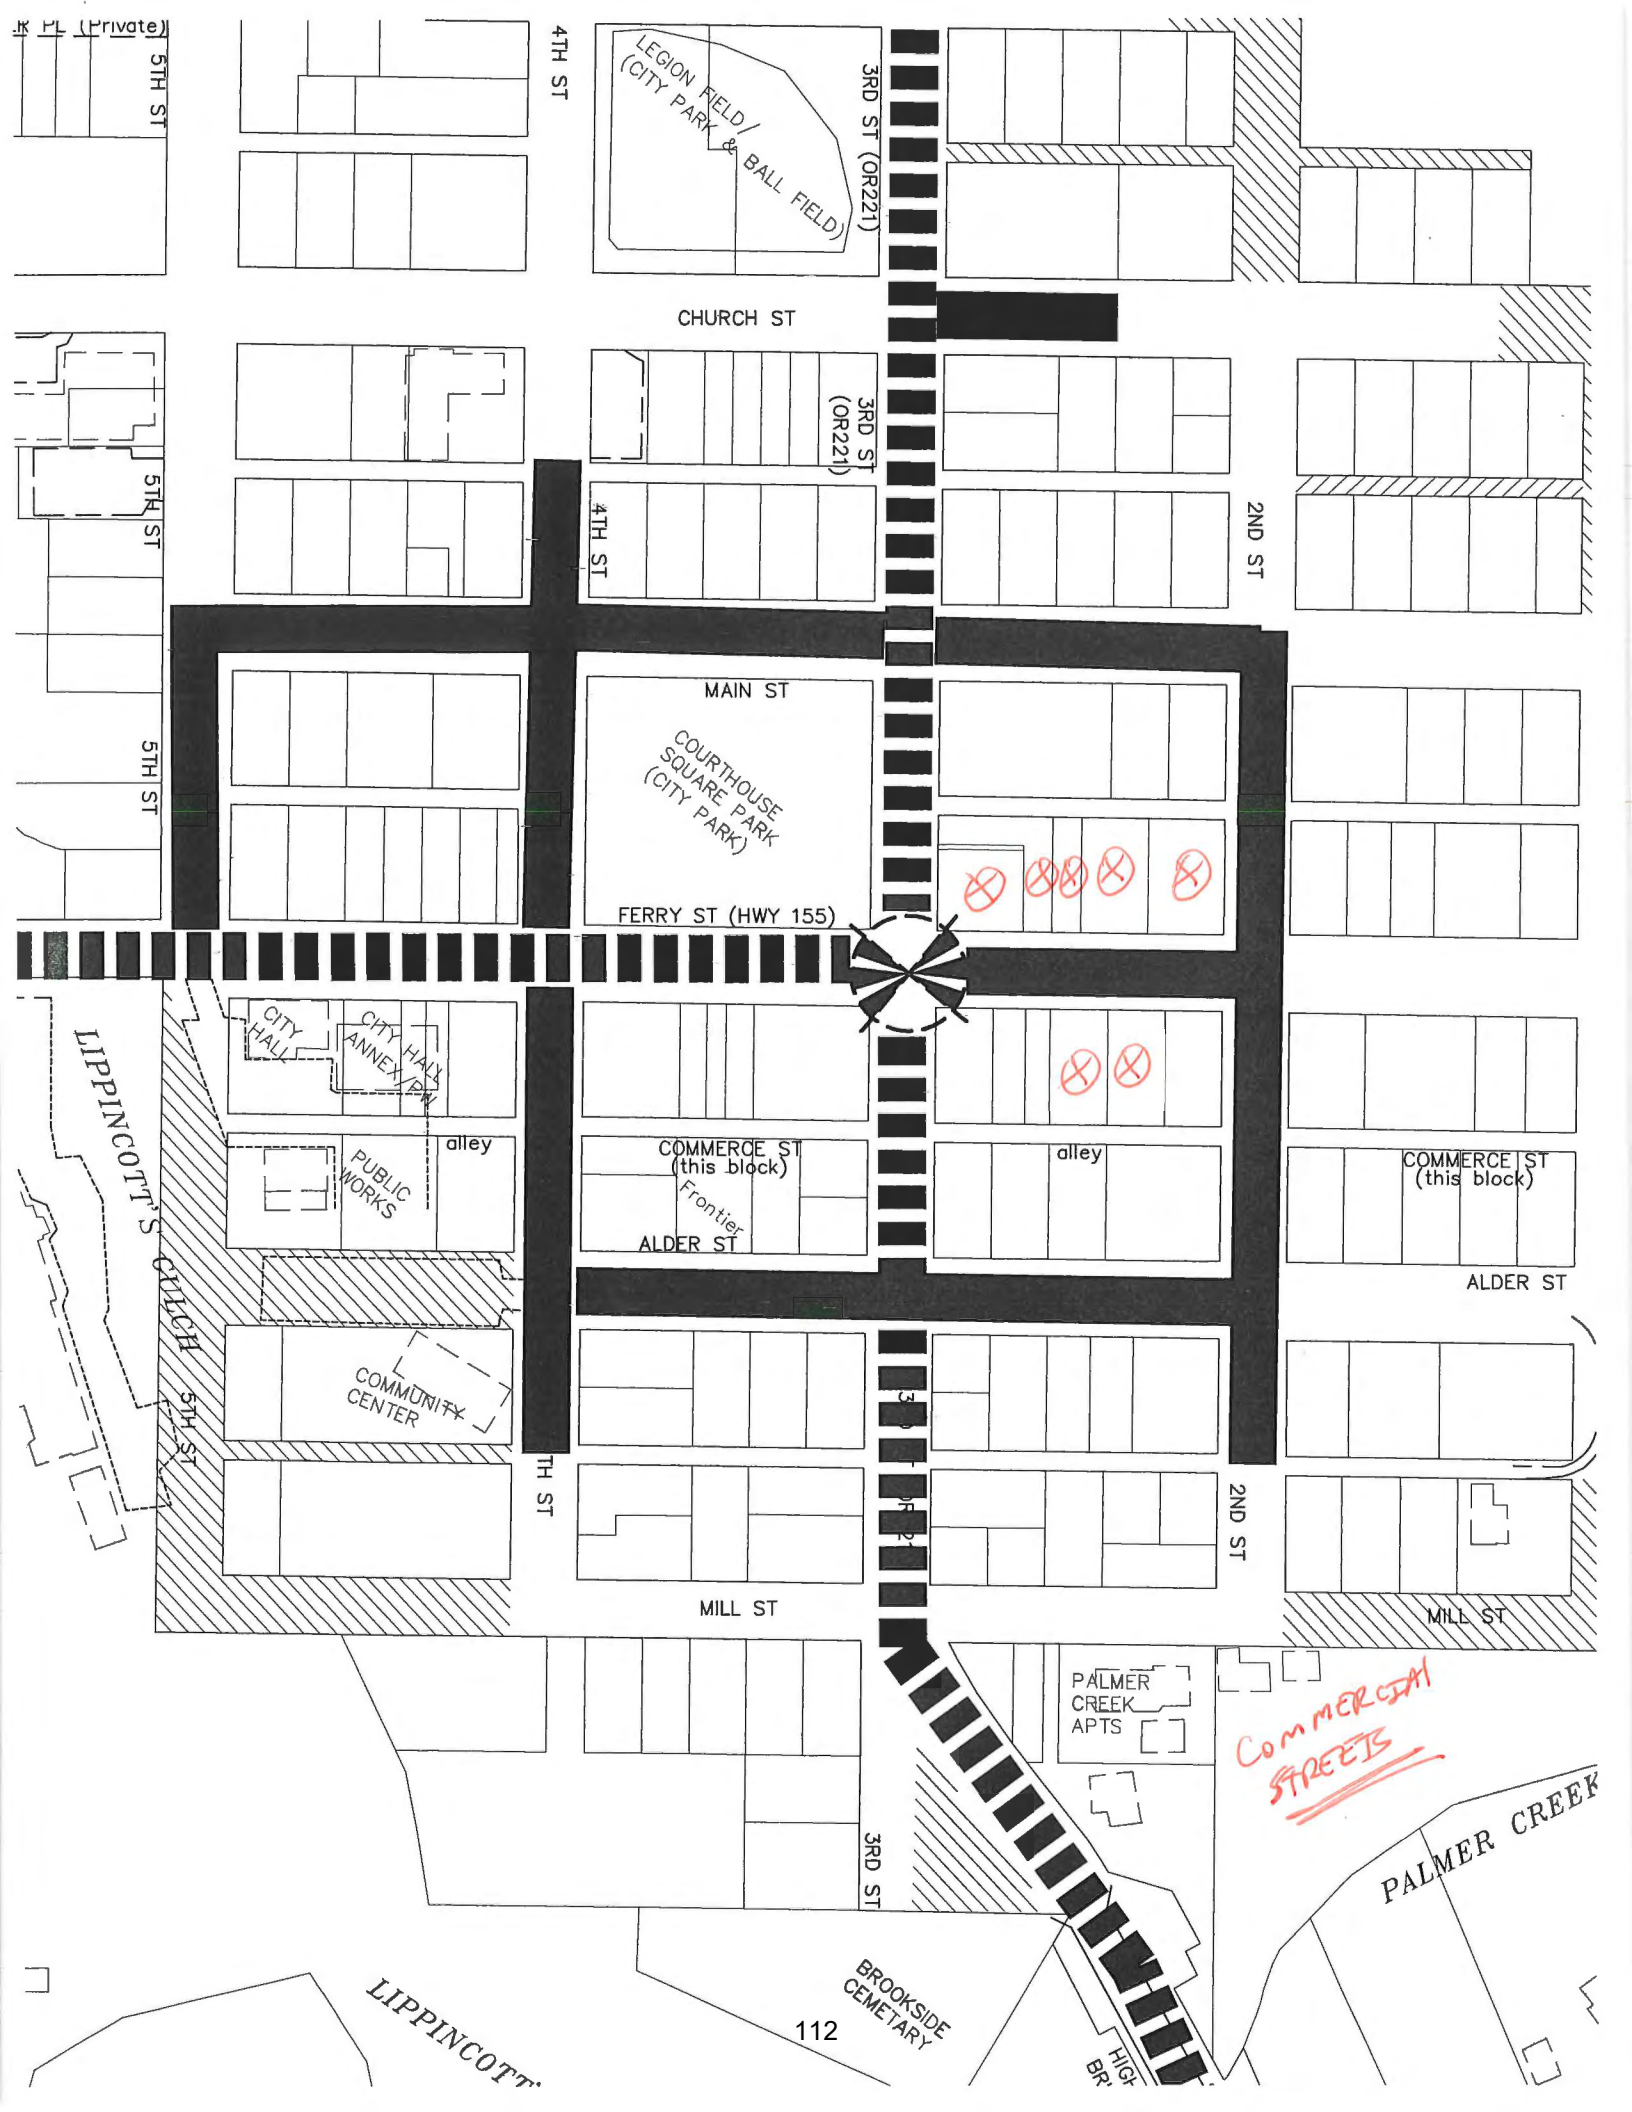 PL (Private)
5TH ST
4TH ST
LEGION FIELD/
(CITY PARK & BALL FIELD)
3RD ST (OR221)
CHURCH ST
3RD ST
(OR221)
5TH ST
4TH ST
2ND ST
MAIN ST
5TH ST
COURTHOUSE
SQUARE PARK
(CITY PARK)
FERRY ST (HWY 155)
CITY
HALL
CITY HALL
ANNEX/PW
LIPPINCOTT'S GULCH
alley
PUBLIC
WORKS
COMMERCE ST
(this block)
Frontier
ALDER ST
alley
COMMERCE ST
(this block)
ALDER ST
COMMUNITY
CENTER
5TH ST
TH ST
2ND ST
MILL ST
MILL ST
PALMER
CREEK
APTS
COMMERCIAL
STREETS
PALMER CREEK
3RD ST
BROOKSIDE
CEMETARY
LIPPINCOTT'
112
HIGH